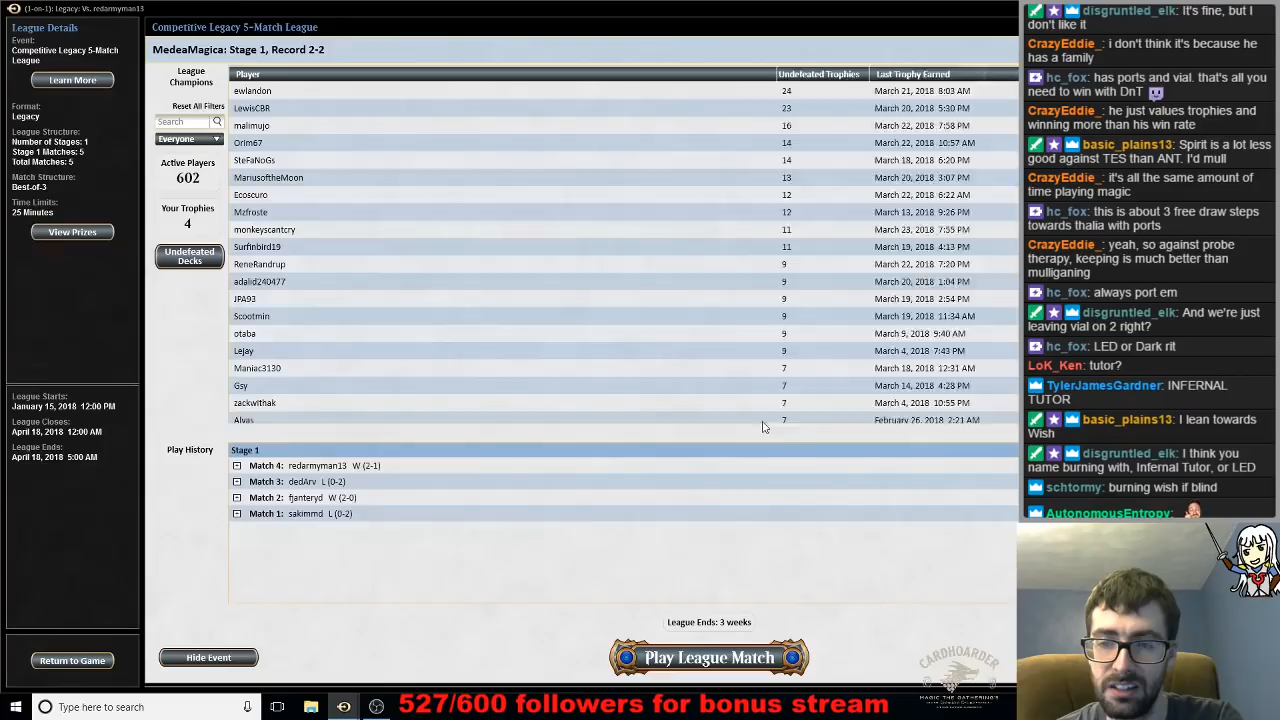 (1-on-1): Legacy: Vs. redarmyman13
League Details
Event:
Competitive Legacy 5-Match
League
Learn More
Format:
Legacy
League Structure:
Number of Stages: 1
Stage 1 Matches: 5
Total Matches: 5
Match Structure:
Best-of-3
Time Limits:
25 Minutes
View Prizes
League Starts:
January 15, 2018 12:00 PM
League Closes:
April 18, 2018 12:00 AM
League Ends:
April 18, 2018 5:00 AM
Return to Game
Competitive Legacy 5-Match League
MedeaMagica: Stage 1, Record 2-2
League
Champions
Reset All Filters
Search
Everyone
Active Players
602
Your Trophies
4
Undefeated
Decks
Player Undefeated Trophies Last Trophy Earned
ewlandon 24 March 21, 2018 8:03 AM
LewisCBR 23 March 20, 2018 5:30 PM
malimujo 16 March 22, 2018 7:58 PM
Orim67 14 March 22, 2018 10:57 AM
SteFaNoGs 14 March 18, 2018 6:20 PM
MariusoftheMoon 13 March 20, 2018 3:07 PM
Ecoscuro 12 March 22, 2018 6:22 AM
Mzfroste 12 March 13, 2018 9:26 PM
monkeyscantcry 11 March 23, 2018 7:55 PM
Surfinbird19 11 March 19, 2018 4:13 PM
ReneRandrup 9 March 22, 2018 7:20 PM
adalid240477 9 March 20, 2018 1:04 PM
JPA93 9 March 19, 2018 2:54 PM
Scootmin 9 March 19, 2018 11:34 AM
otaba 9 March 9, 2018 9:40 AM
Lejay 9 March 4, 2018 7:43 PM
Maniac3130 7 March 18, 2018 12:31 AM
Gsy 7 March 14, 2018 4:28 PM
zackwithak 7 March 4, 2018 10:55 PM
Alvas 7 February 26, 2018 2:21 AM
Play History
Stage 1
Match 4: redarmyman13 W (2-1)
Match 3: dedArv L (0-2)
Match 2: fjanteryd W (2-0)
Match 1: sakimmd L (0-2)
League Ends: 3 weeks
Hide Event
Play League Match
CARDHOARDER
MAGIC THE GATHERING
disgruntled_elk: It's fine, but I
don't like it
CrazyEddie_: i don't think it's because he
has a family
hc_fox: has ports and vial. that's all you
need to win with DnT
CrazyEddie_: he just values trophies and
winning more than his win rate
basic_plains13: Spirit is a lot less
good against TES than ANT. I'd mull
CrazyEddie_: it's all the same amount of
time playing magic
hc_fox: this is about 3 free draw steps
towards thalia with ports
CrazyEddie_: yeah, so against probe
therapy, keeping is much better than
mulliganing
hc_fox: always port em
disgruntled_elk: And we're just
leaving vial on 2 right?
hc_fox: LED or Dark rit
LoK_Ken: tutor?
TylerJamesGardner: INFERNAL
TUTOR
basic_plains13: I lean towards
Wish
disgruntled_elk: I think you
name burning with, Infernal Tutor, or LED
schtormy: burning wish if blind
AutonomousEntropy:
Type here to search
527/600 followers for bonus stream